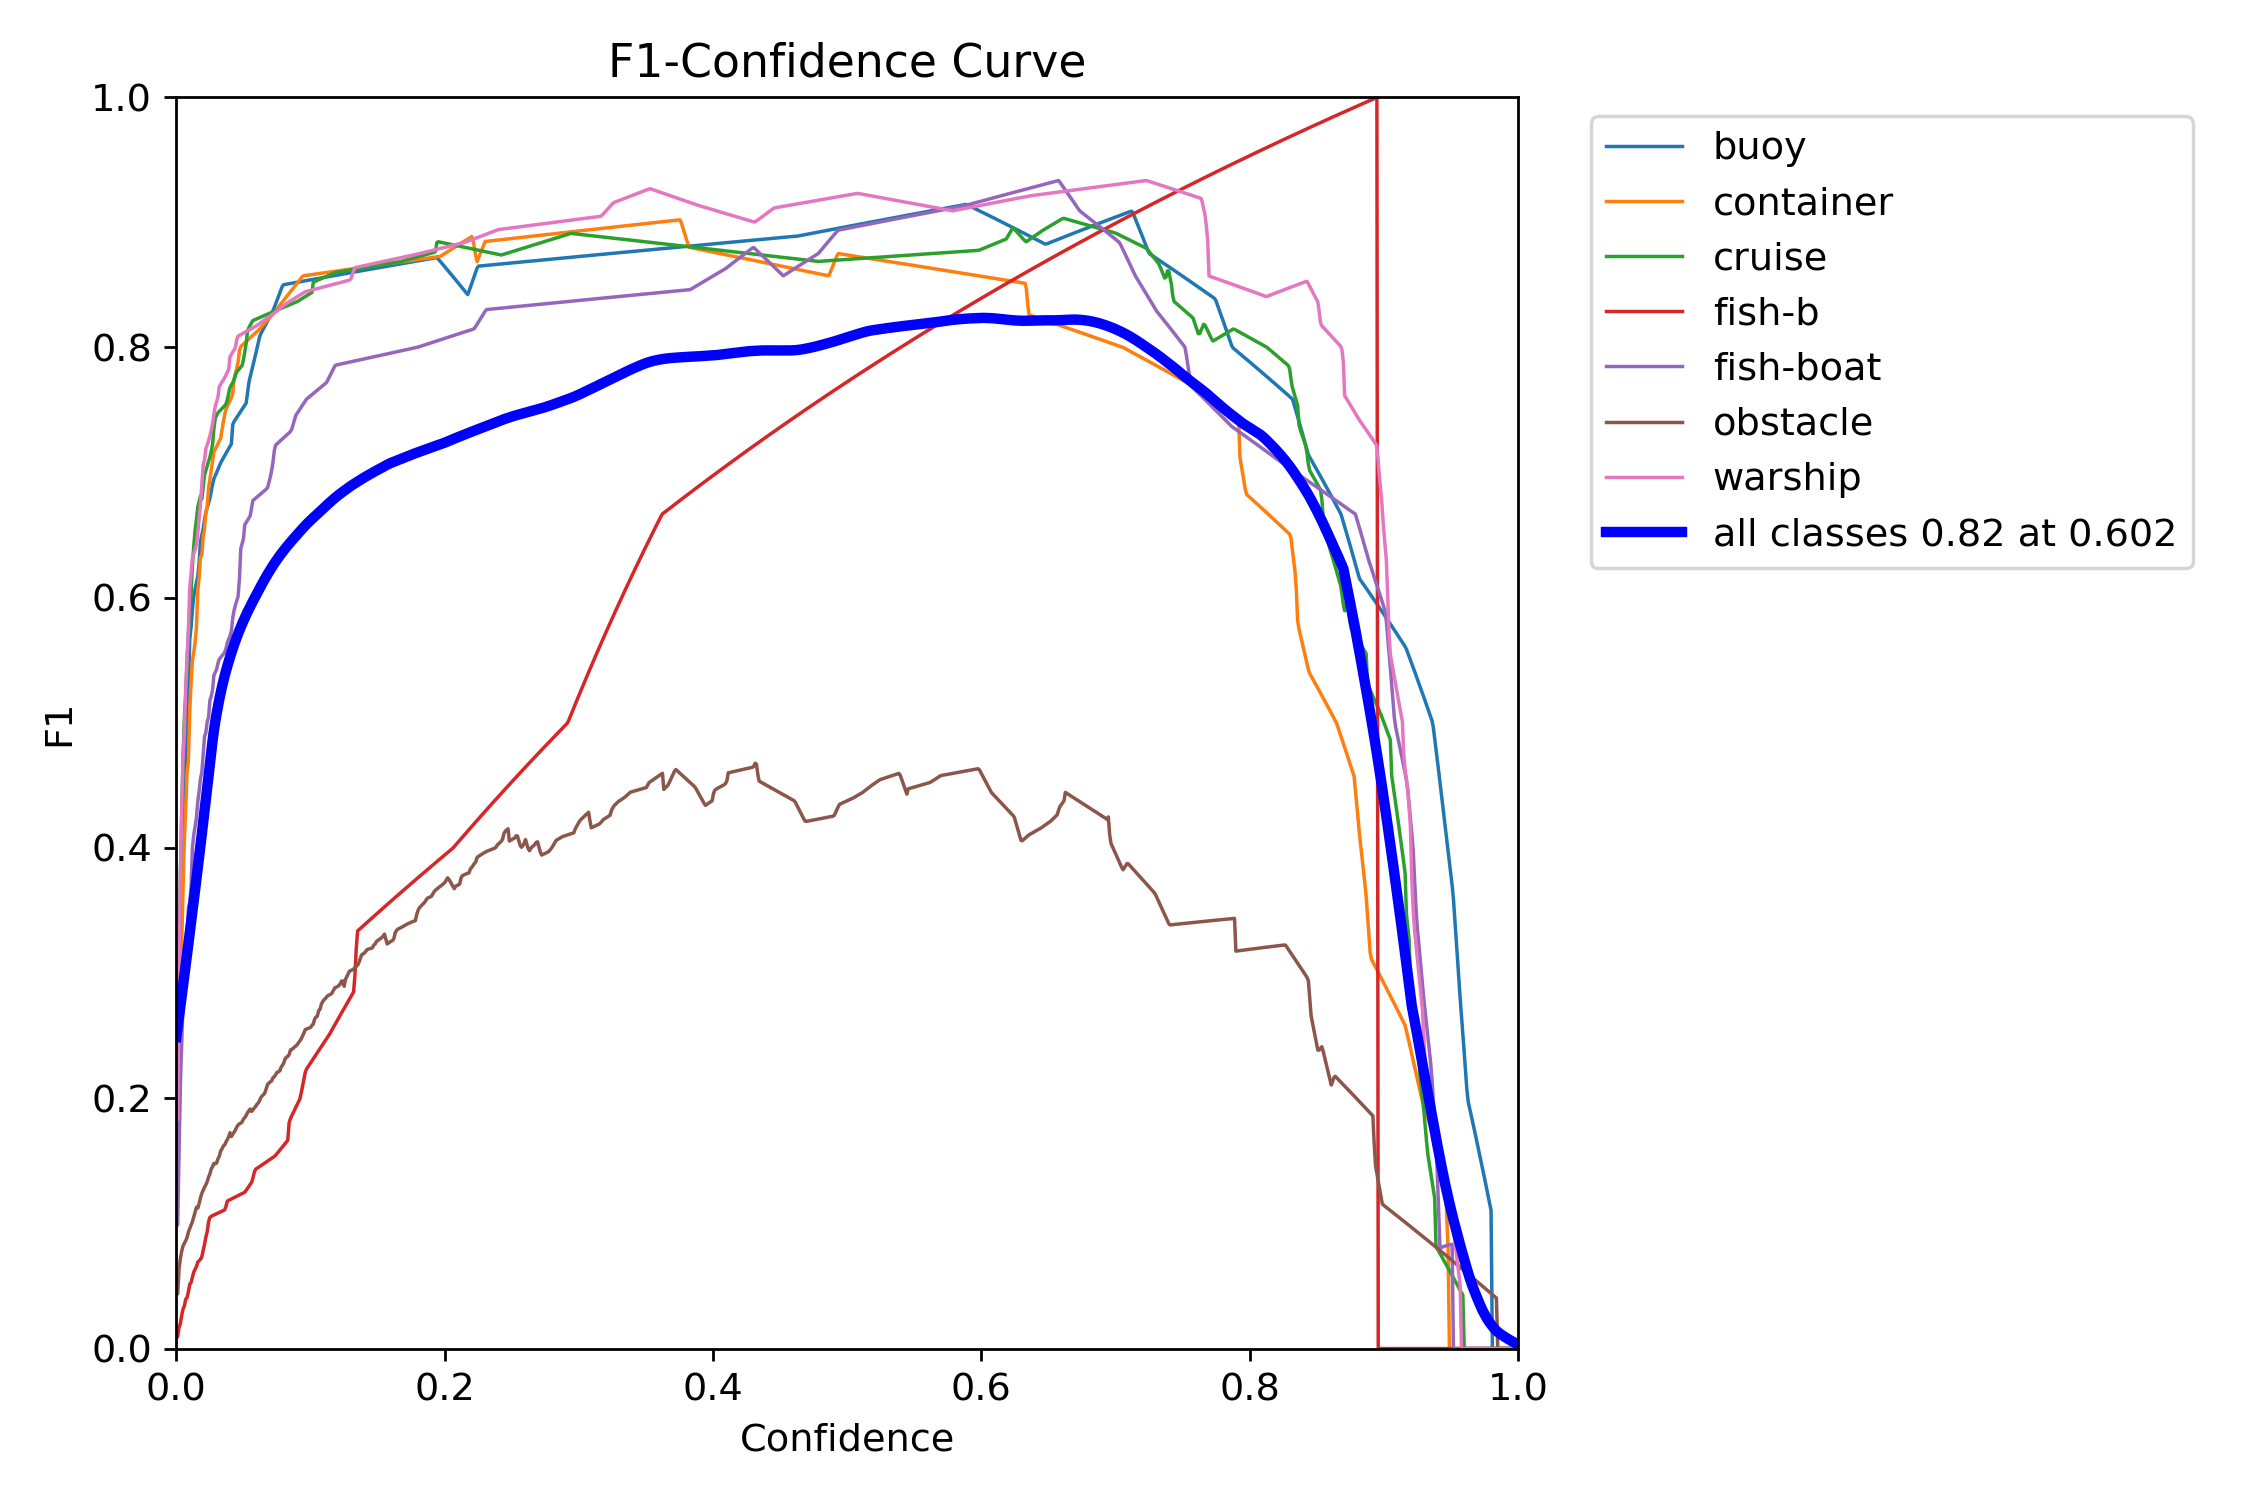 F1-Confidence Curve
1.0
0.8
0.6
0.4
0.2
0.0
F1
0.0 0.2 0.4 0.6 0.8 1.0
Confidence
buoy
container
cruise
fish-b
fish-boat
obstacle
warship
all classes 0.82 at 0.602